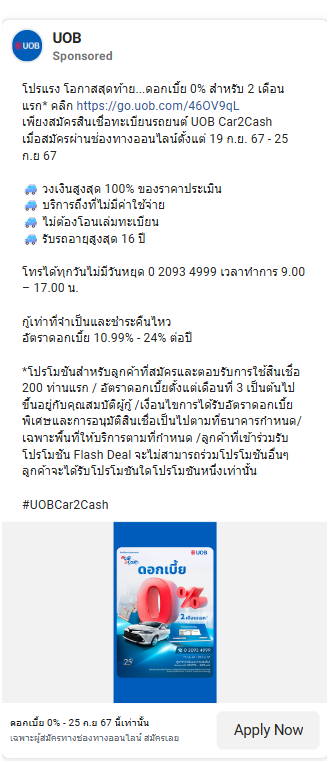 UOB
UOB
Sponsored
โปรแรง โอกาสสุดท้าย...ดอกเบี้ย 0% สำหรับ 2 เดือน
แรก* คลิก https://go.uob.com/46OV9qL
เพียงสมัครสินเชื่อทะเบียนรถยนต์ UOB Car2Cash
เมื่อสมัครผ่านช่องทางออนไลน์ตั้งแต่ 19 ก.ย. 67 - 25
ก.ย 67
🚙 วงเงินสูงสุด 100% ของราคาประเมิน
🚙 บริการถึงที่ไม่มีค่าใช้จ่าย
🚙 ไม่ต้องโอนเล่มทะเบียน
🚙 รับรถอายุสูงสุด 16 ปี
โทรได้ทุกวันไม่มีวันหยุด 0 2093 4999 เวลาทำการ 9.00
– 17.00 น.
กู้เท่าที่จำเป็นและชำระคืนไหว
อัตราดอกเบี้ย 10.99% - 24% ต่อปี
*โปรโมชันสำหรับลูกค้าที่สมัครและตอบรับการใช้สินเชื่อ
200 ท่านแรก / อัตราดอกเบี้ยตั้งแต่เดือนที่ 3 เป็นต้นไป
ขึ้นอยู่กับคุณสมบัติผู้กู้ /เงื่อนไขการได้รับอัตราดอกเบี้ย
พิเศษและการอนุมัติสินเชื่อเป็นไปตามที่ธนาคารกำหนด/
เฉพาะพื้นที่ให้บริการตามที่กำหนด /ลูกค้าที่เข้าร่วมรับ
โปรโมชัน Flash Deal จะไม่สามารถร่วมโปรโมชันอื่นๆ
ลูกค้าจะได้รับโปรโมชันใดโปรโมชันหนึ่งเท่านั้น
#UOBCar2Cash
UOB
ดอกเบี้ย
0%
2 เดือนแรก*
0 2093 4999
25
ดอกเบี้ย 0% - 25 ก.ย 67 นี้เท่านั้น
เฉพาะผู้สมัครทางช่องทางออนไลน์ สมัครเลย
Apply Now